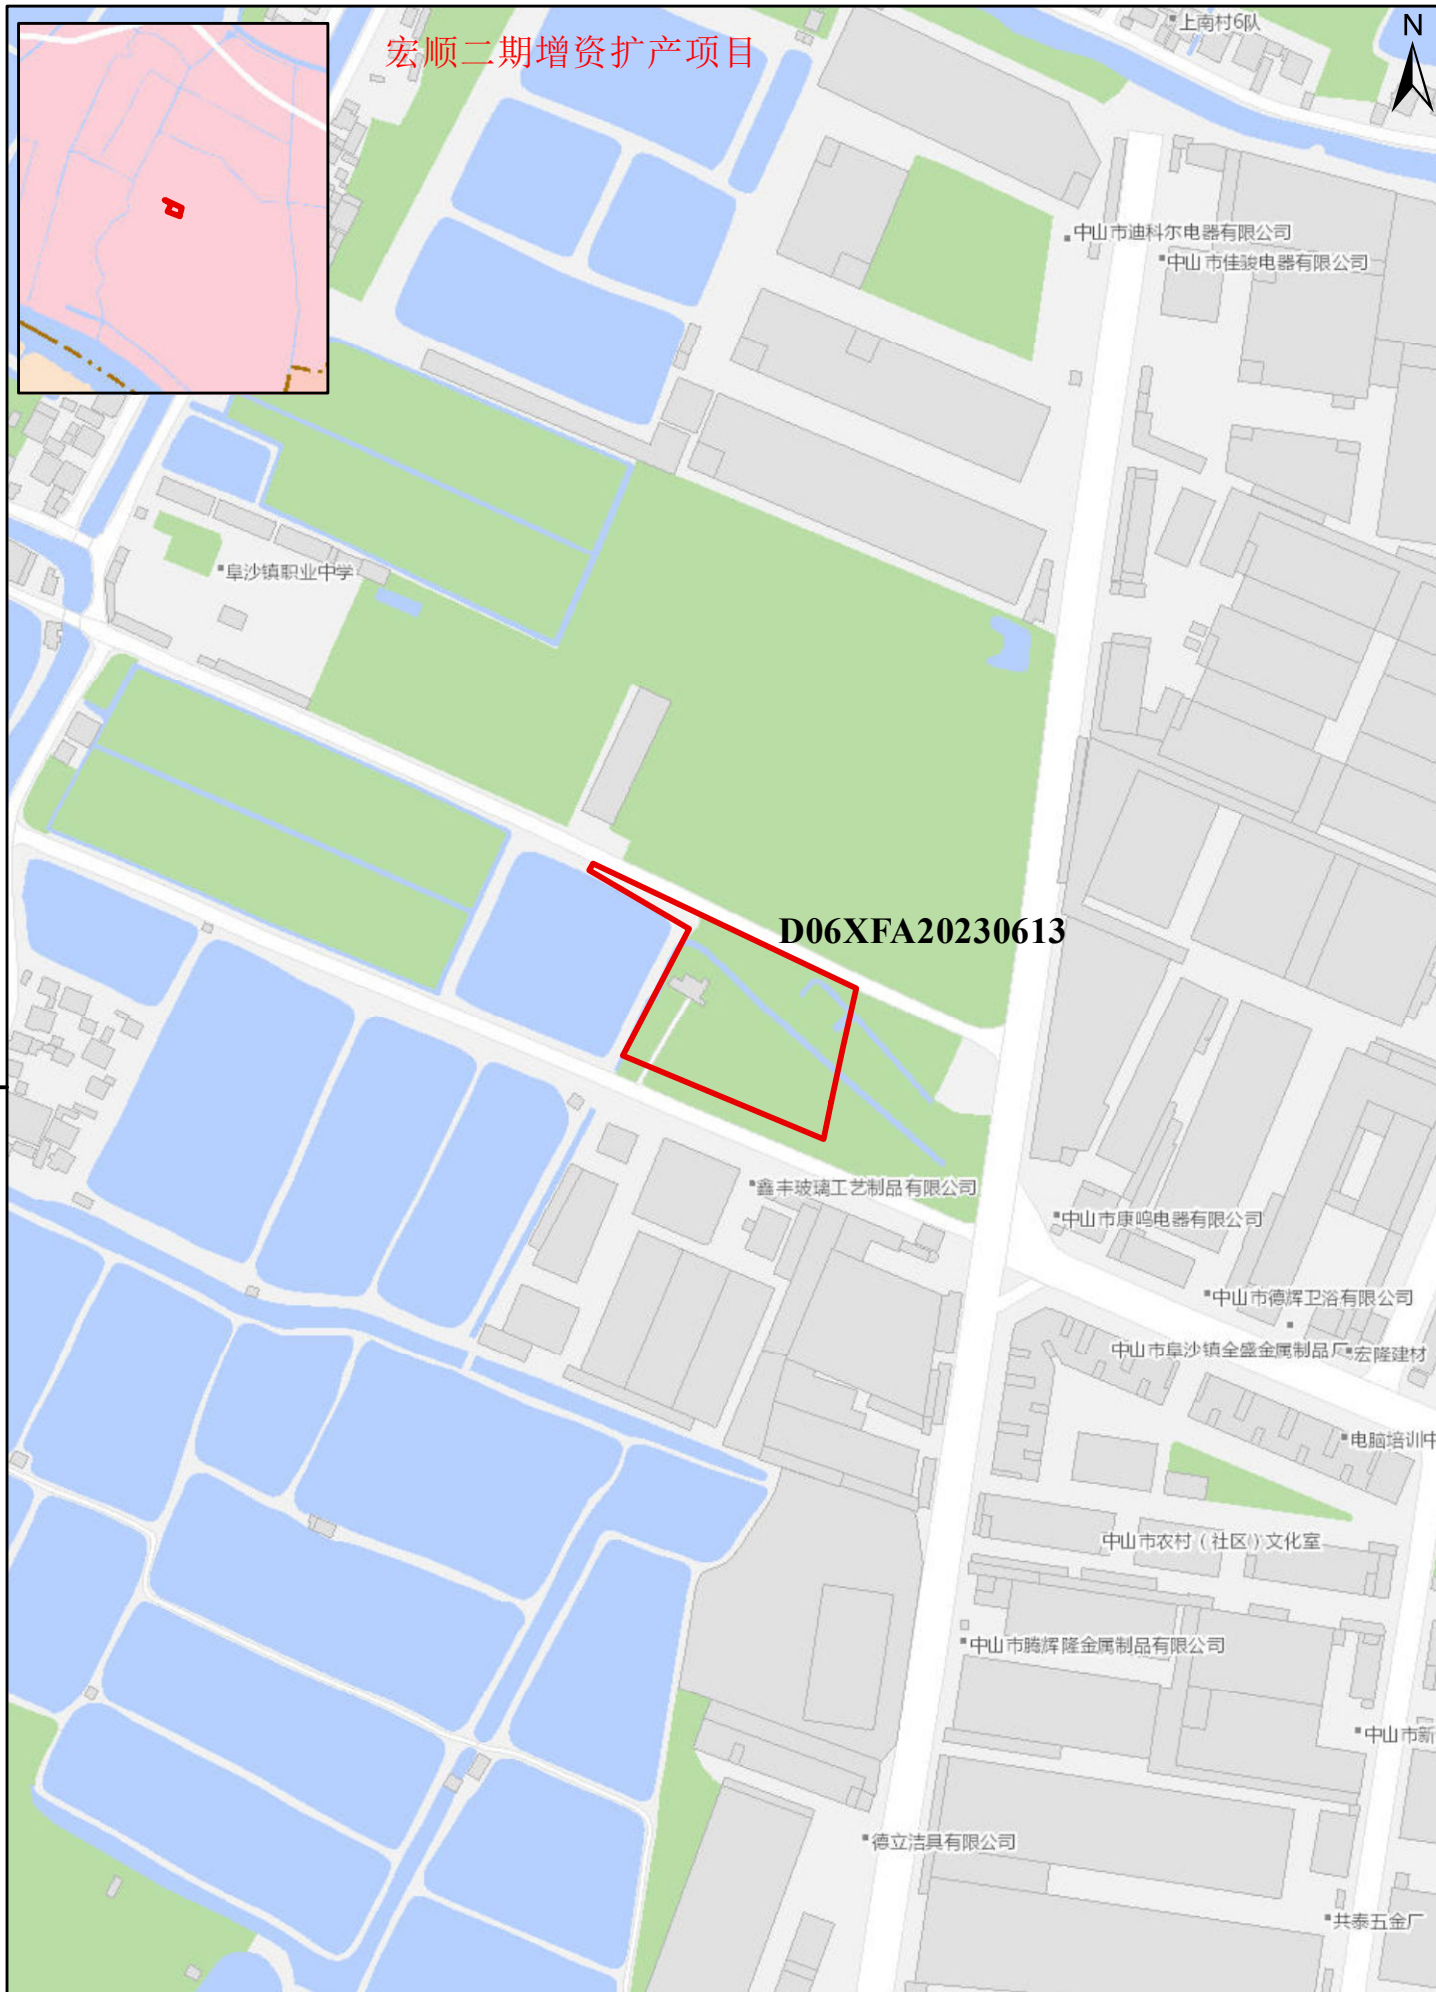 上南村6队
N
宏顺二期增资扩产项目
中山市迪科尔电器有限公司
中山市佳骏电器有限公司
阜沙镇职业中学
D06XFA20230613
鑫丰玻璃工艺制品有限公司
中山市康鸣电器有限公司
中山市德辉卫浴有限公司
中山市阜沙镇全盛金属制品厂
宏隆建材
电脑培训中
中山市农村（社区）文化室
中山市腾辉隆金属制品有限公司
中山市新
德立洁具有限公司
共泰五金厂